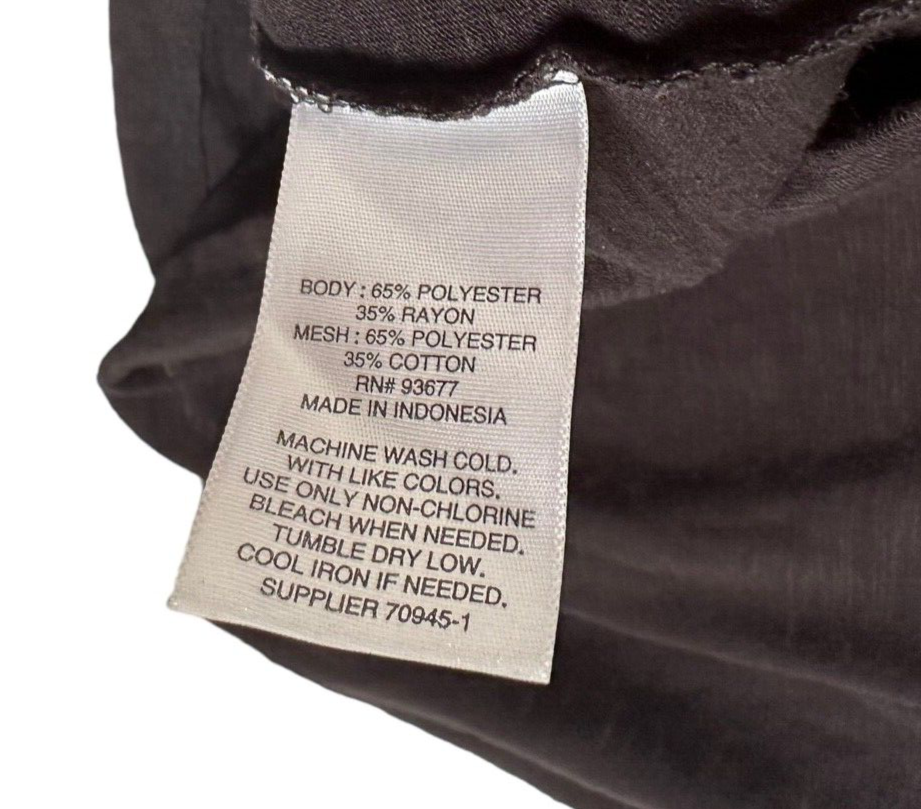 BODY : 65% POLYESTER
35% RAYON
MESH : 65% POLYESTER
35% COTTON
RN# 93677
MADE IN INDONESIA
MACHINE WASH COLD.
WITH LIKE COLORS.
USE ONLY NON-CHLORINE
BLEACH WHEN NEEDED.
TUMBLE DRY LOW.
COOL IRON IF NEEDED.
SUPPLIER 70945-1